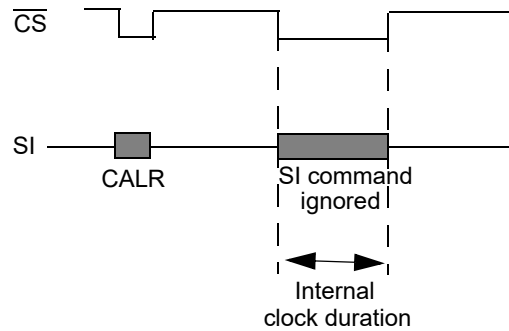 CS
SI
CALR
SI command
ignored
Internal
clock duration